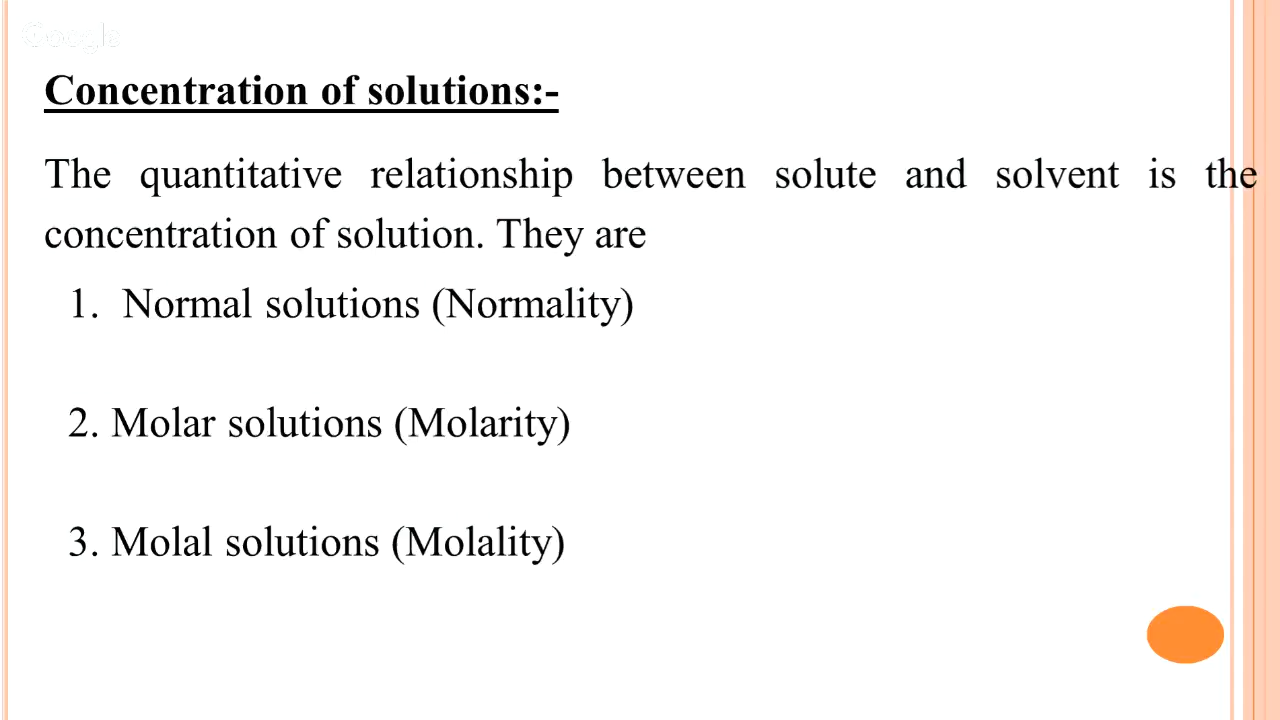 Google
Concentration of solutions:-
The quantitative relationship between solute and solvent is the
concentration of solution. They are
1. Normal solutions (Normality)
2. Molar solutions (Molarity)
3. Molal solutions (Molality)